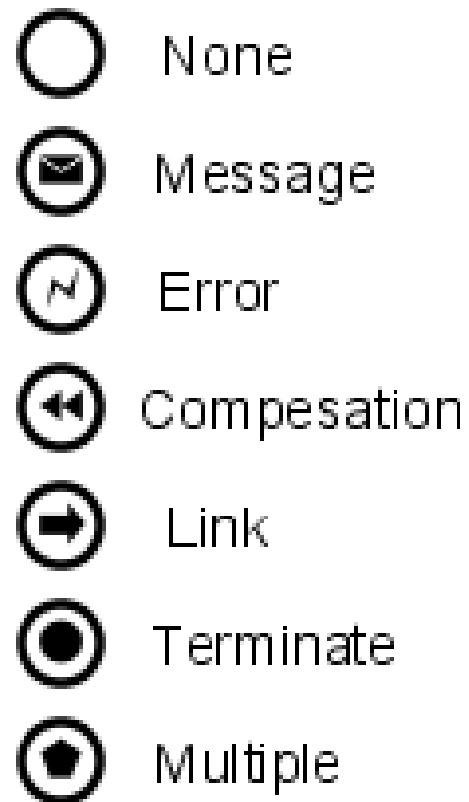 None
Message
Error
Compesation
Link
Terminate
Multiple